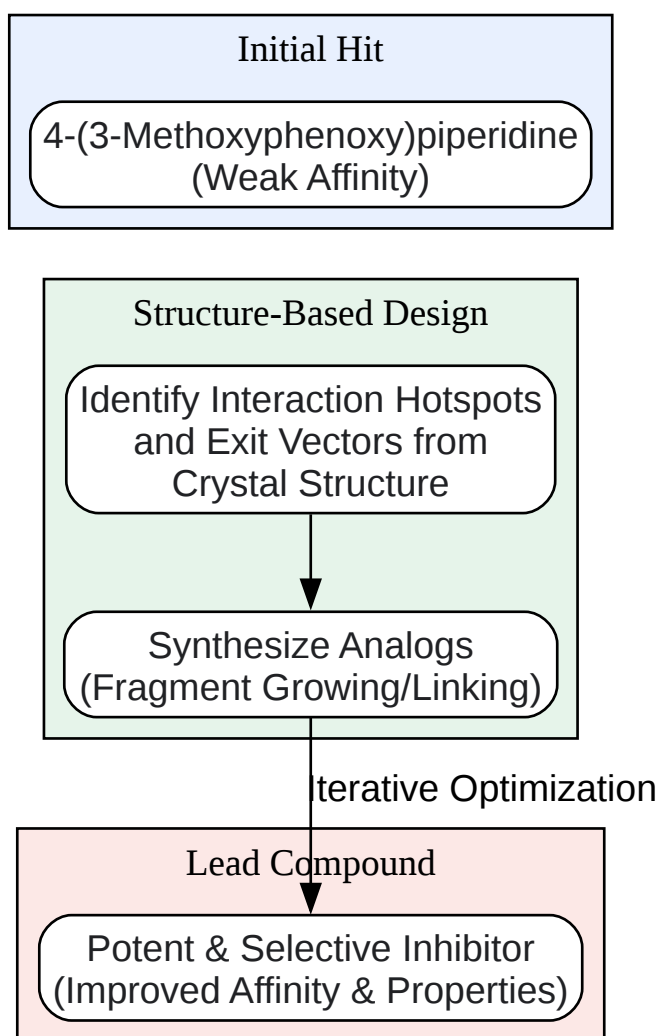 Initial Hit
4-(3-Methoxyphenoxy)piperidine
(Weak Affinity)
Structure-Based Design
Identify Interaction Hotspots
and Exit Vectors from
Crystal Structure
Synthesize Analogs
(Fragment Growing/Linking)
Iterative Optimization
Lead Compound
Potent & Selective Inhibitor
(Improved Affinity & Properties)